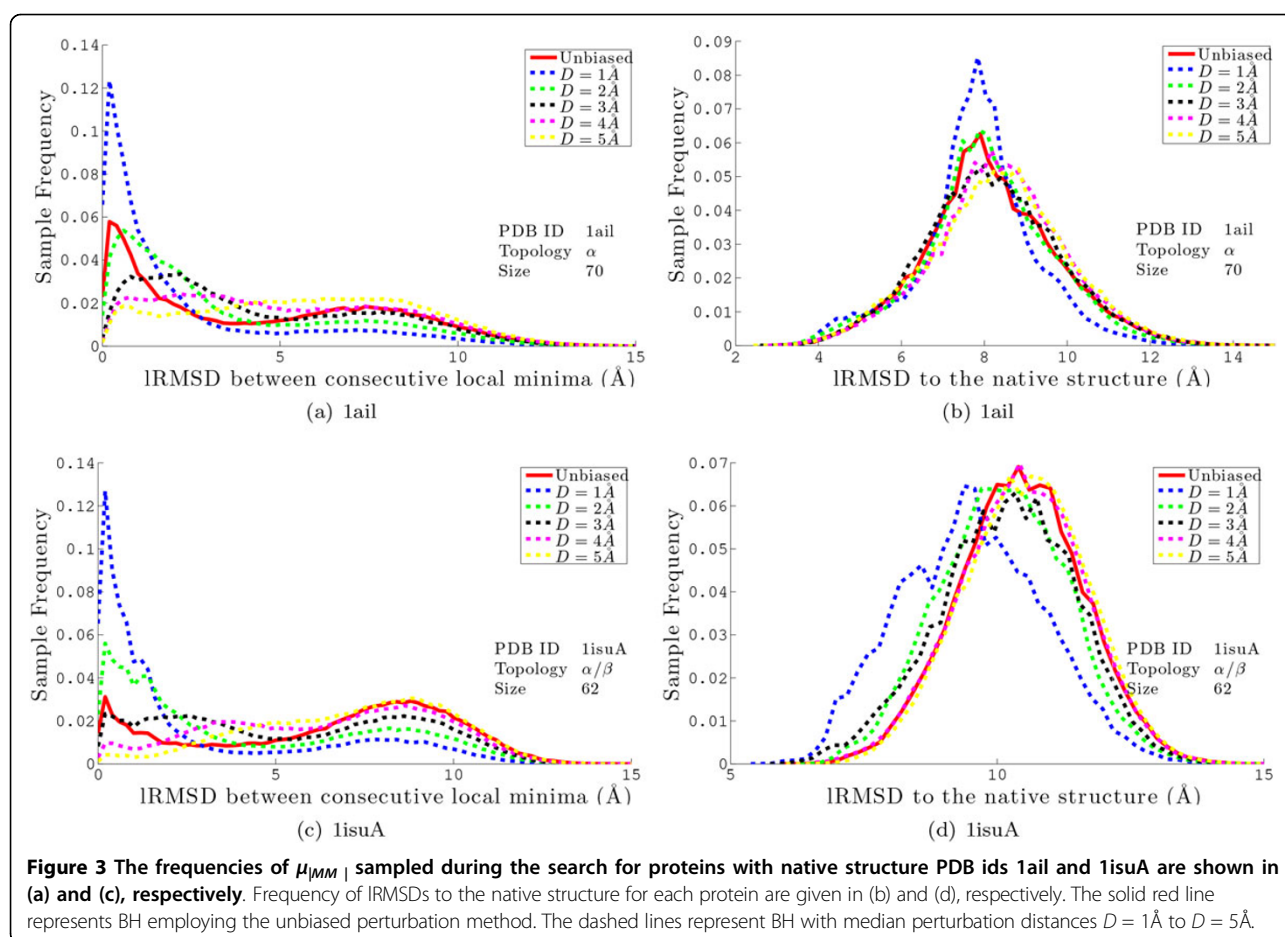 0.14
0.12
0.1
0.08
0.06
0.04
0.02
0
Sample Frequency
0
5
10
15
lRMSD between consecutive local minima (Å)
Unbiased
D = 1Å
D = 2Å
D = 3Å
D = 4Å
D = 5Å
PDB ID 1ail
Topology α
Size 70
(a) 1ail
0.09
0.08
0.07
0.06
0.05
0.04
0.03
0.02
0.01
0
Sample Frequency
2
4
6
8
10
12
14
lRMSD to the native structure (Å)
Unbiased
D = 1Å
D = 2Å
D = 3Å
D = 4Å
D = 5Å
PDB ID 1ail
Topology α
Size 70
(b) 1ail
0.14
0.12
0.1
0.08
0.06
0.04
0.02
0
Sample Frequency
0
5
10
15
lRMSD between consecutive local minima (Å)
Unbiased
D = 1Å
D = 2Å
D = 3Å
D = 4Å
D = 5Å
PDB ID 1isuA
Topology α/β
Size 62
(c) 1isuA
0.07
0.06
0.05
0.04
0.03
0.02
0.01
0
Sample Frequency
5
10
15
lRMSD to the native structure (Å)
Unbiased
D = 1Å
D = 2Å
D = 3Å
D = 4Å
D = 5Å
PDB ID 1isuA
Topology α/β
Size 62
(d) 1isuA
Figure 3 The frequencies of μ|MM | sampled during the search for proteins with native structure PDB ids 1ail and 1isuA are shown in
(a) and (c), respectively. Frequency of lRMSDs to the native structure for each protein are given in (b) and (d), respectively. The solid red line
represents BH employing the unbiased perturbation method. The dashed lines represent BH with median perturbation distances D = 1Å to D = 5Å.